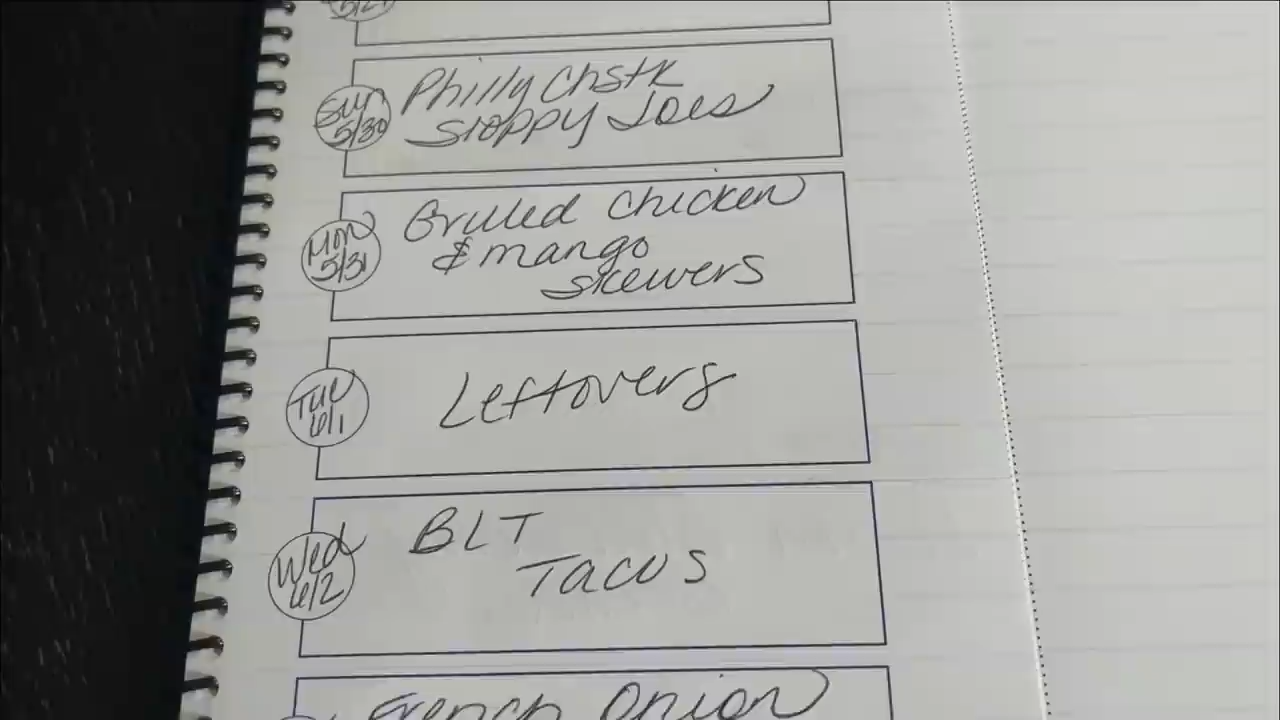 Sun
5/30
Philly Chstk
Sloppy Joes
Mon
5/31
Grilled Chicken
& mango
skewers
Tue
6/1
Leftovers
Wed
6/2
BLT
Tacos
French Onion